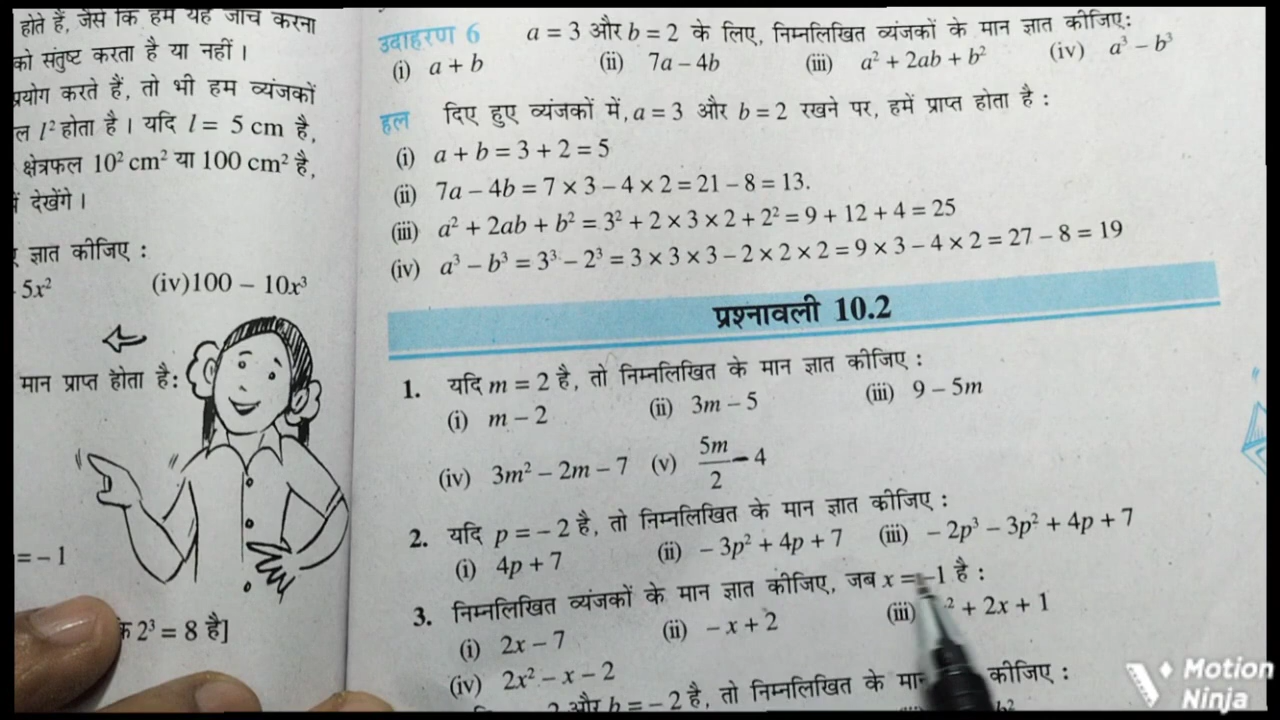 होते हैं, जैसे कि हम यह जाँच करना
को संतुष्ट करता है या नहीं ।
प्रयोग करते हैं, तो भी हम व्यंजकों
ल l² होता है । यदि l = 5 cm है,
क्षेत्रफल 10² cm² या 100 cm² है,
में देखेंगे ।
ज्ञात कीजिए :
5x² (iv)100 – 10x³
मान प्राप्त होता है:
= – 1
के 2³ = 8 है]
उदाहरण 6 a = 3 और b = 2 के लिए, निम्नलिखित व्यंजकों के मान ज्ञात कीजिए:
(i) a + b (ii) 7a – 4b (iii) a² + 2ab + b² (iv) a³ – b³
हल दिए हुए व्यंजकों में, a = 3 और b = 2 रखने पर, हमें प्राप्त होता है :
(i) a + b = 3 + 2 = 5
(ii) 7a – 4b = 7 × 3 – 4 × 2 = 21 – 8 = 13.
(iii) a² + 2ab + b² = 3² + 2 × 3 × 2 + 2² = 9 + 12 + 4 = 25
(iv) a³ – b³ = 3³ – 2³ = 3 × 3 × 3 – 2 × 2 × 2 = 9 × 3 – 4 × 2 = 27 – 8 = 19
प्रश्नावली 10.2
1. यदि m = 2 है, तो निम्नलिखित के मान ज्ञात कीजिए :
(i) m – 2 (ii) 3m – 5 (iii) 9 – 5m
(iv) 3m² – 2m – 7 (v) 5m/2 – 4
2. यदि p = – 2 है, तो निम्नलिखित के मान ज्ञात कीजिए :
(i) 4p + 7 (ii) – 3p² + 4p + 7 (iii) – 2p³ – 3p² + 4p + 7
3. निम्नलिखित व्यंजकों के मान ज्ञात कीजिए, जब x = –1 है :
(i) 2x – 7 (ii) – x + 2 (iii) ² + 2x + 1
(iv) 2x² – x – 2
और b = – 2 है, तो निम्नलिखित के मान कीजिए :
b²
Motion
Ninja